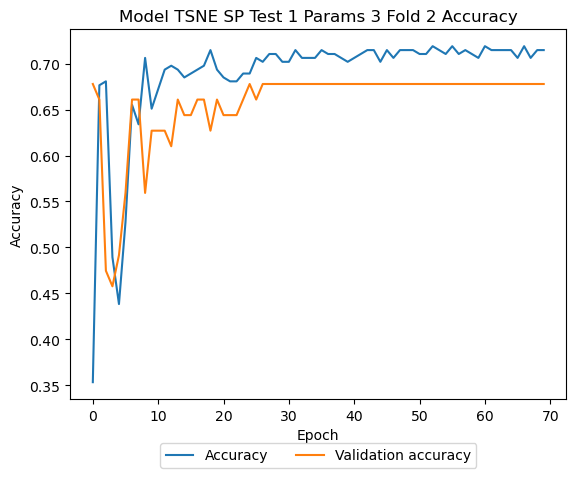 Model TSNE SP Test 1 Params 3 Fold 2 Accuracy
Accuracy
0.70
0.65
0.60
0.55
0.50
0.45
0.40
0.35
0 10 20 30 40 50 60 70
Epoch
Accuracy Validation accuracy